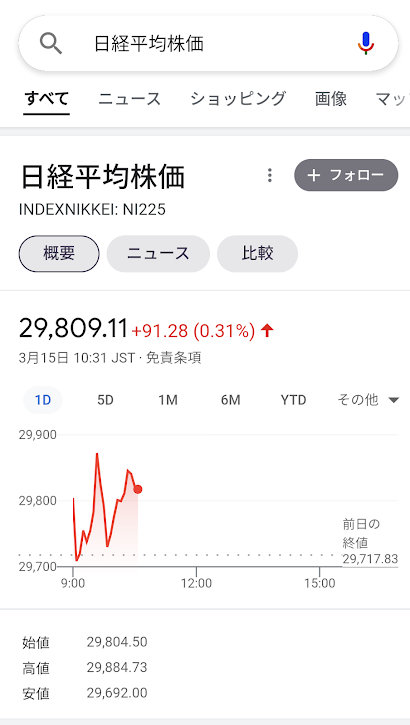 日経平均株価
すべて ニュース ショッピング 画像 マッ
日経平均株価
+ フォロー
INDEXNIKKEI: NI225
概要 ニュース 比較
29,809.11 +91.28 (0.31%)
3月15日 10:31 JST · 免責条項
1D 5D 1M 6M YTD その他
29,900
29,800
前日の
終値
29,717.83
29,700
9:00 12:00 15:00
始値 29,804.50
高値 29,884.73
安値 29,692.00